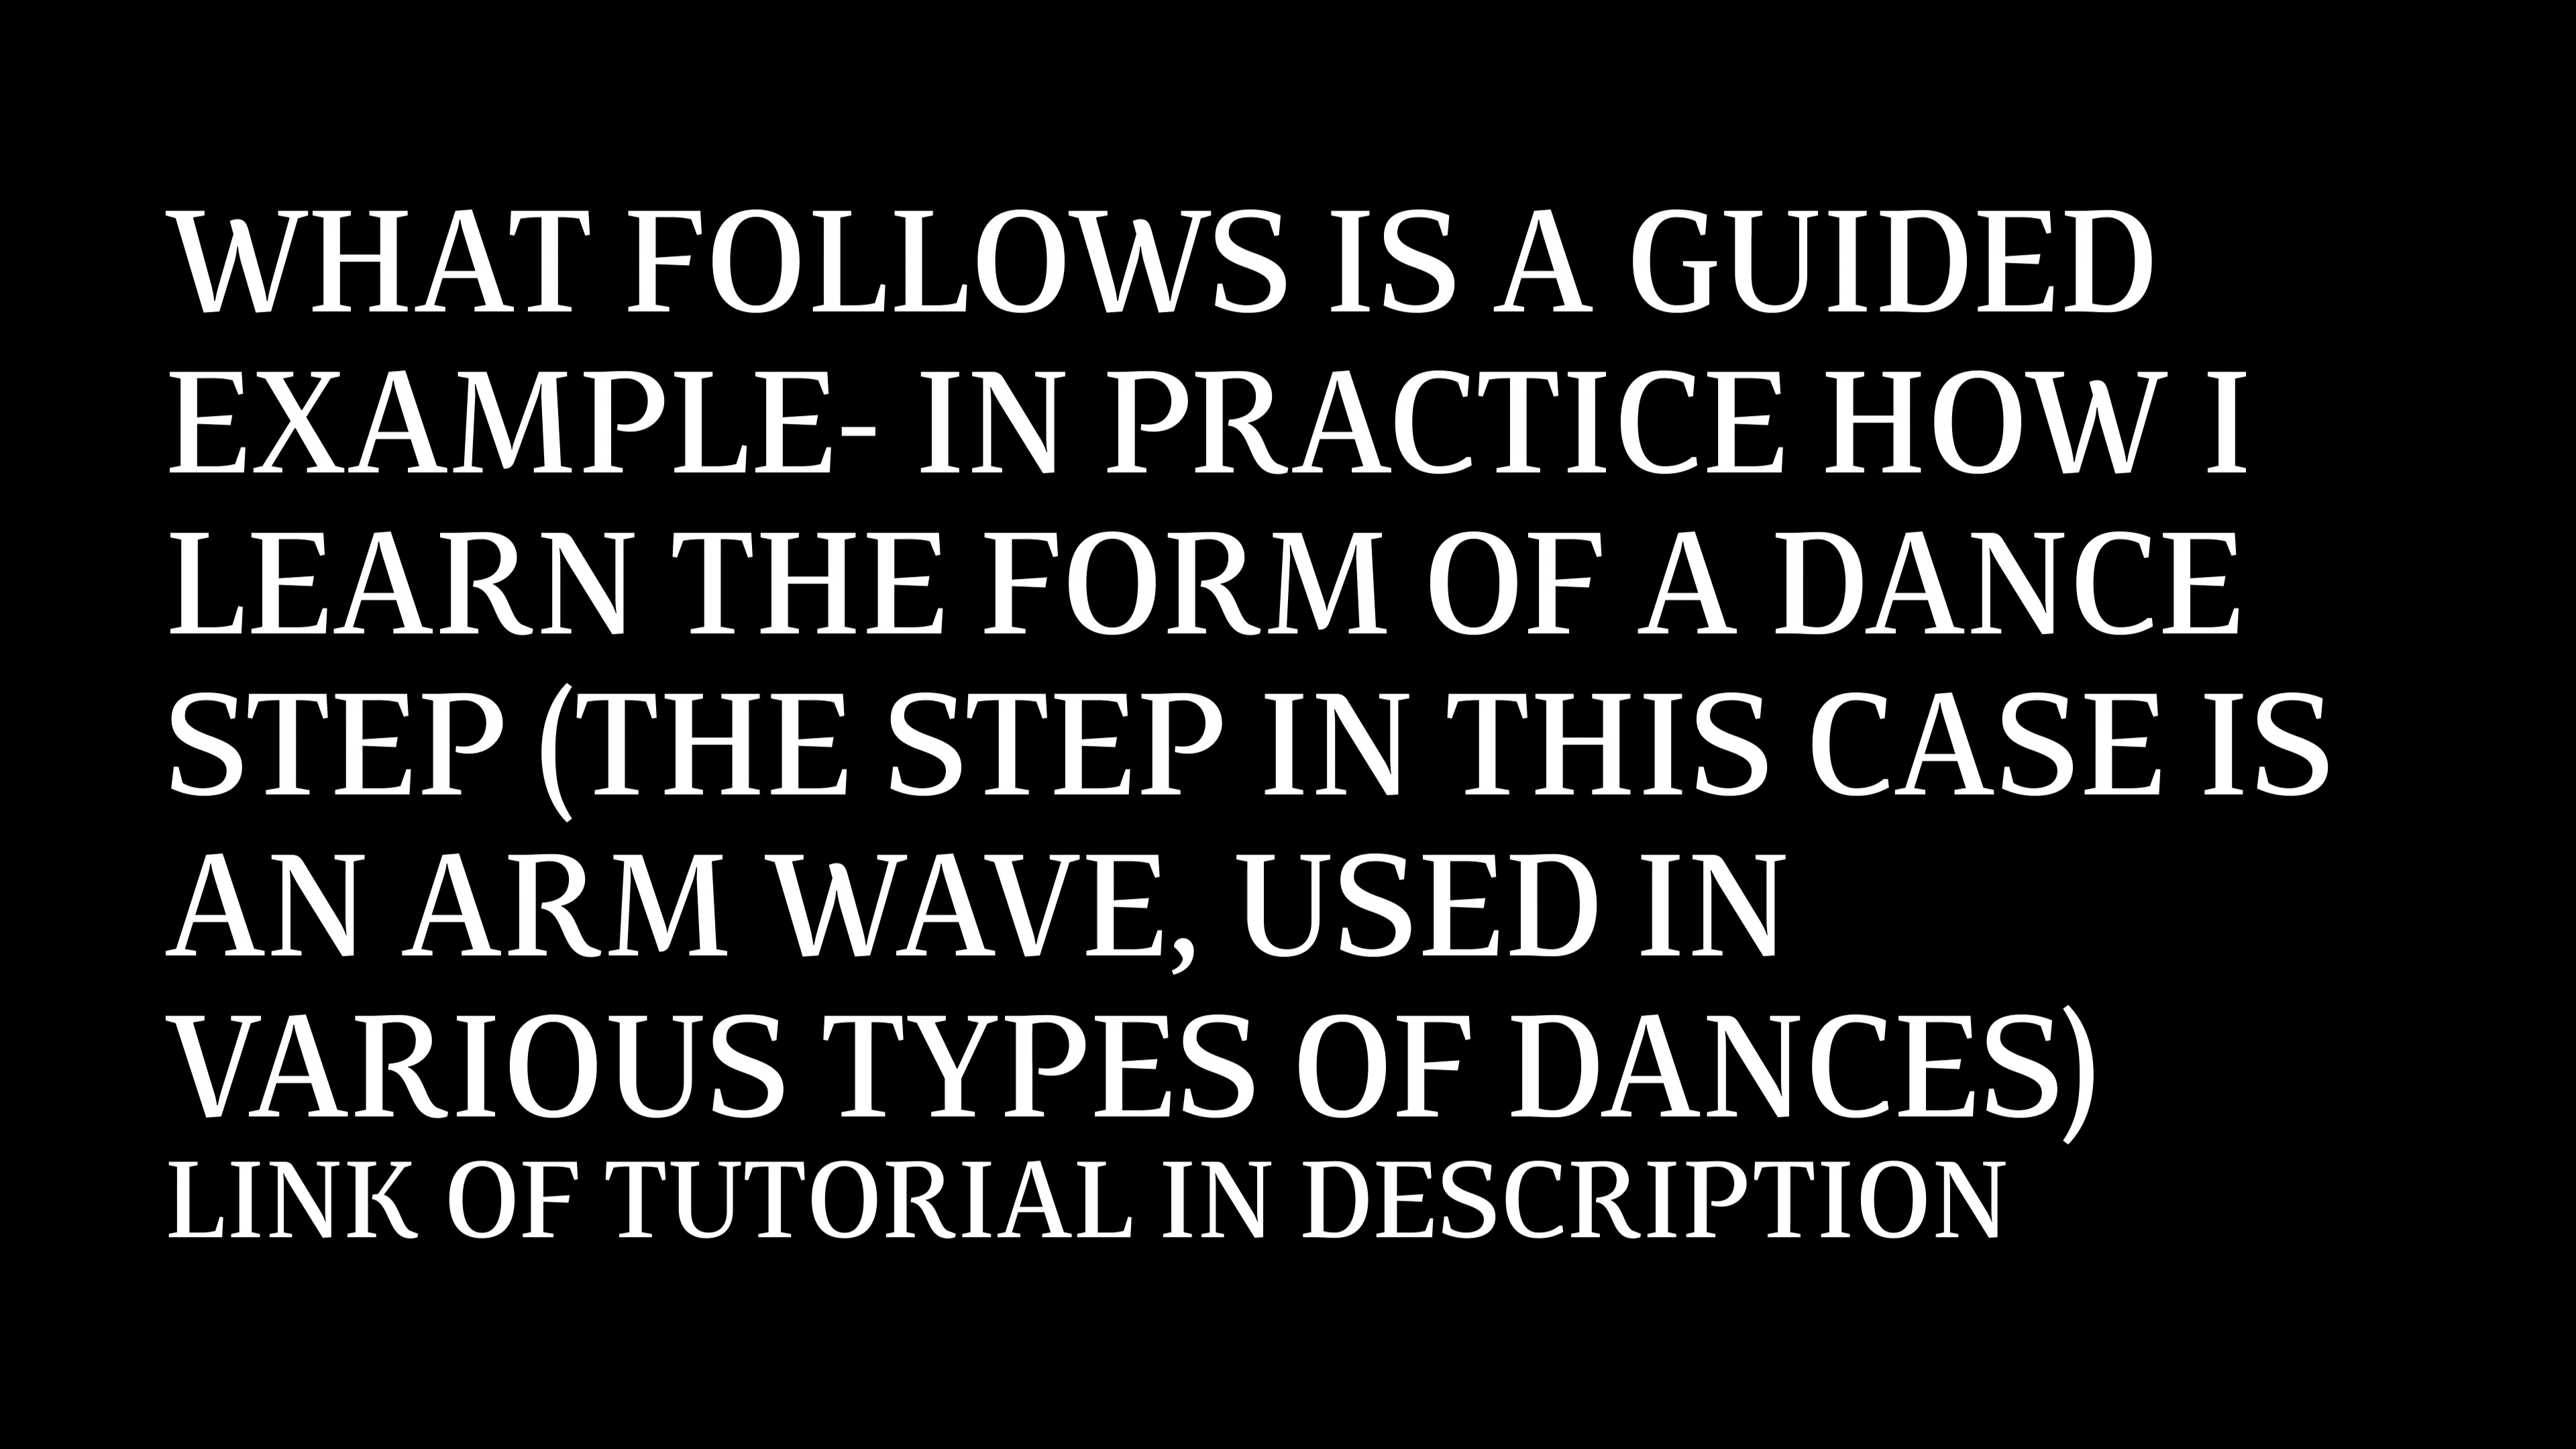 WHAT FOLLOWS IS A GUIDED
EXAMPLE- IN PRACTICE HOW I
LEARN THE FORM OF A DANCE
STEP (THE STEP IN THIS CASE IS
AN ARM WAVE, USED IN
VARIOUS TYPES OF DANCES)
LINK OF TUTORIAL IN DESCRIPTION